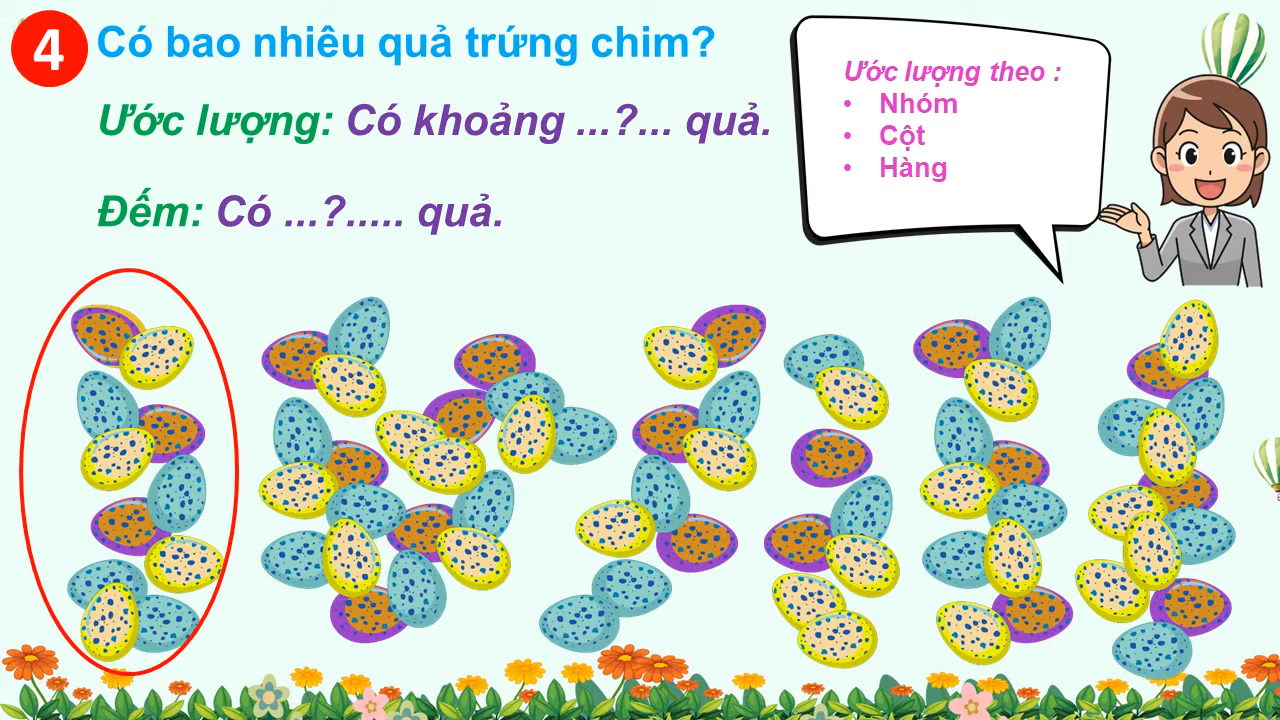 4 Có bao nhiêu quả trứng chim?
Ước lượng: Có khoảng ...?... quả.
Đếm: Có ...?..... quả.
Ước lượng theo :
• Nhóm
• Cột
• Hàng